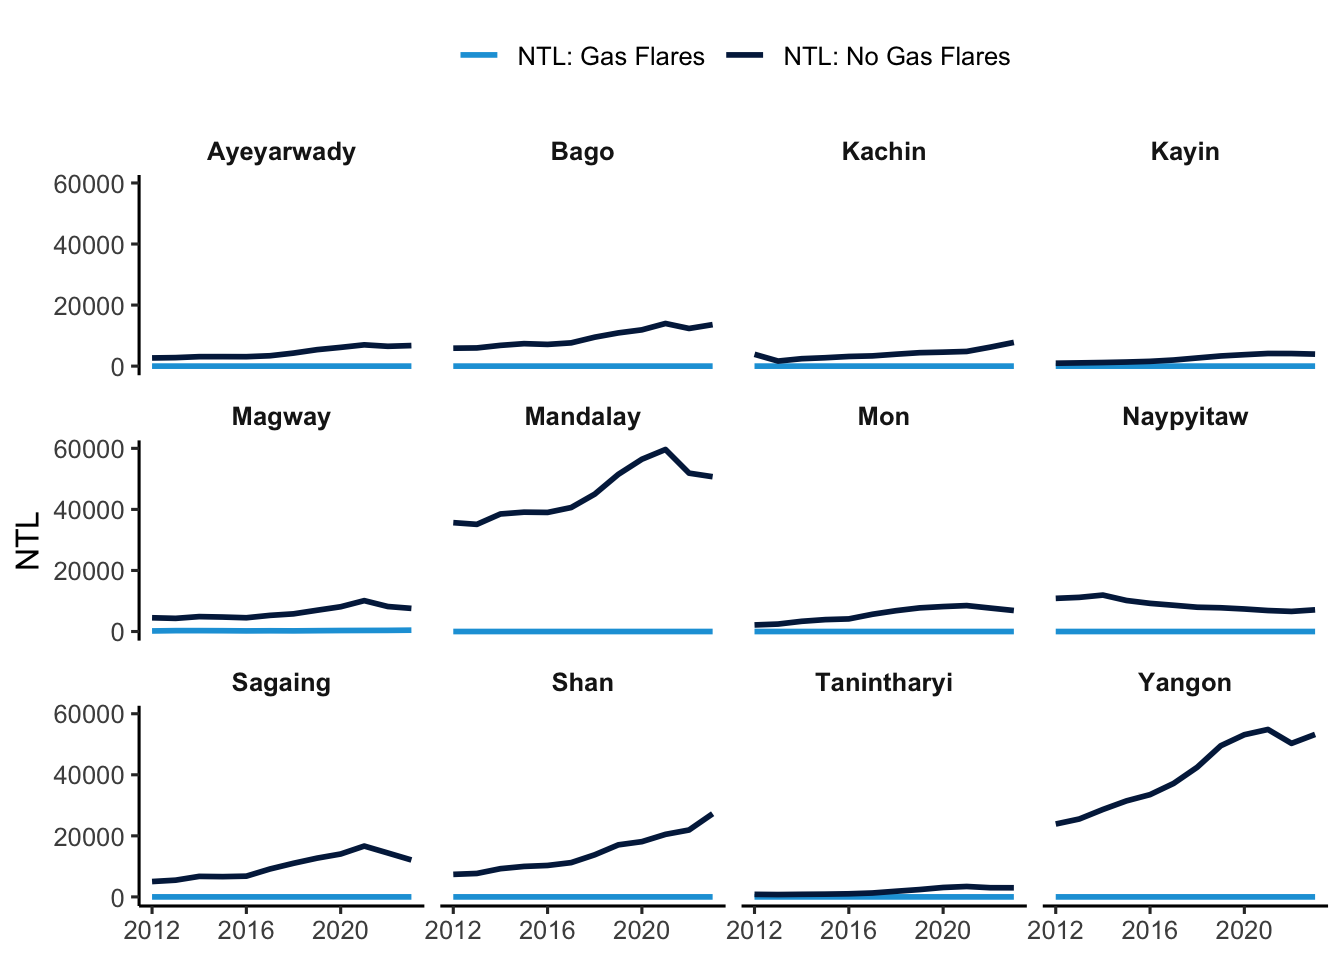 NTL: Gas Flares NTL: No Gas Flares
Ayeyarwady Bago Kachin Kayin
60000
40000
20000
0
Magway Mandalay Mon Naypyitaw
60000
40000
20000
0
NTL
Sagaing Shan Tanintharyi Yangon
60000
40000
20000
0
2012 2016 2020 2012 2016 2020 2012 2016 2020 2012 2016 2020